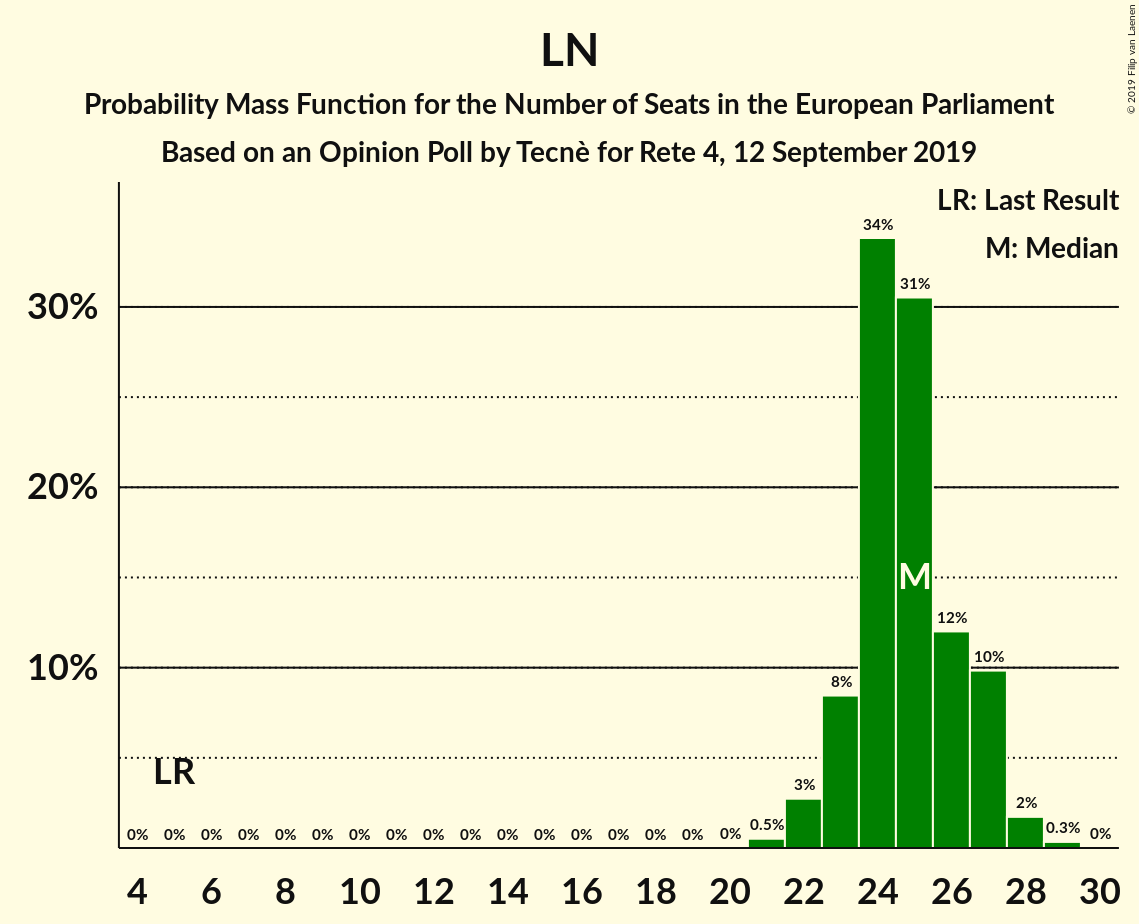 LN
Probability Mass Function for the Number of Seats in the European Parliament
Based on an Opinion Poll by Tecnè for Rete 4, 12 September 2019
© 2019 Filip van Laenen
LR: Last Result
M: Median
34%
31%
30%
20%
M
12%
10%
10%
8%
LR
3%
2%
0% 0% 0% 0% 0% 0% 0% 0% 0% 0% 0% 0% 0% 0% 0% 0% 0% 0.5% 0.3% 0%
4 6 8 10 12 14 16 18 20 22 24 26 28 30